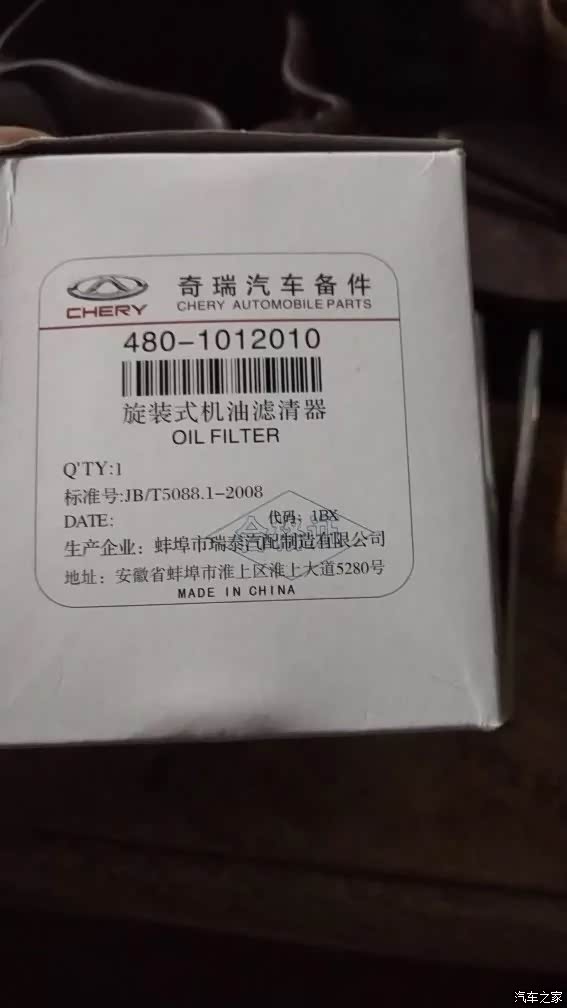 CHERY
奇瑞汽车备件
CHERY AUTOMOBILE PARTS
480-1012010
旋装式机油滤清器
OIL FILTER
Q'TY:1
标准号:JB/T5088.1-2008
DATE:
代码：1BX
合格证
生产企业：蚌埠市瑞泰汽配制造有限公司
地址：安徽省蚌埠市淮上区淮上大道5280号
MADE IN CHINA
汽车之家